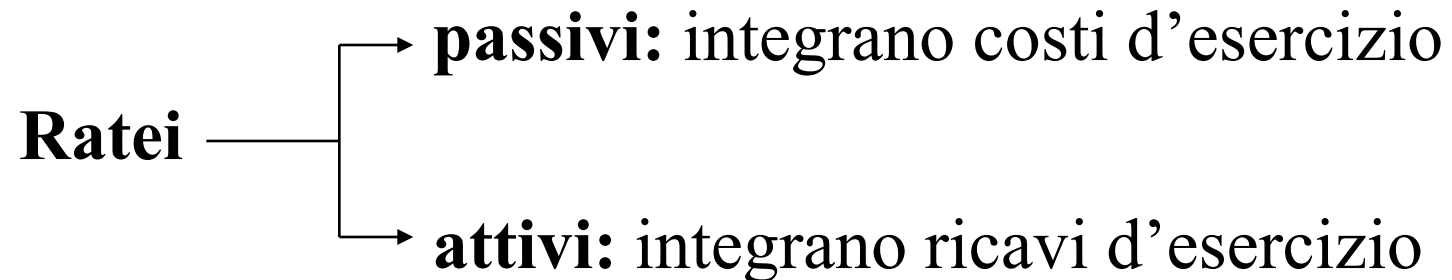 passivi: integrano costi d’esercizio
Ratei
attivi: integrano ricavi d’esercizio